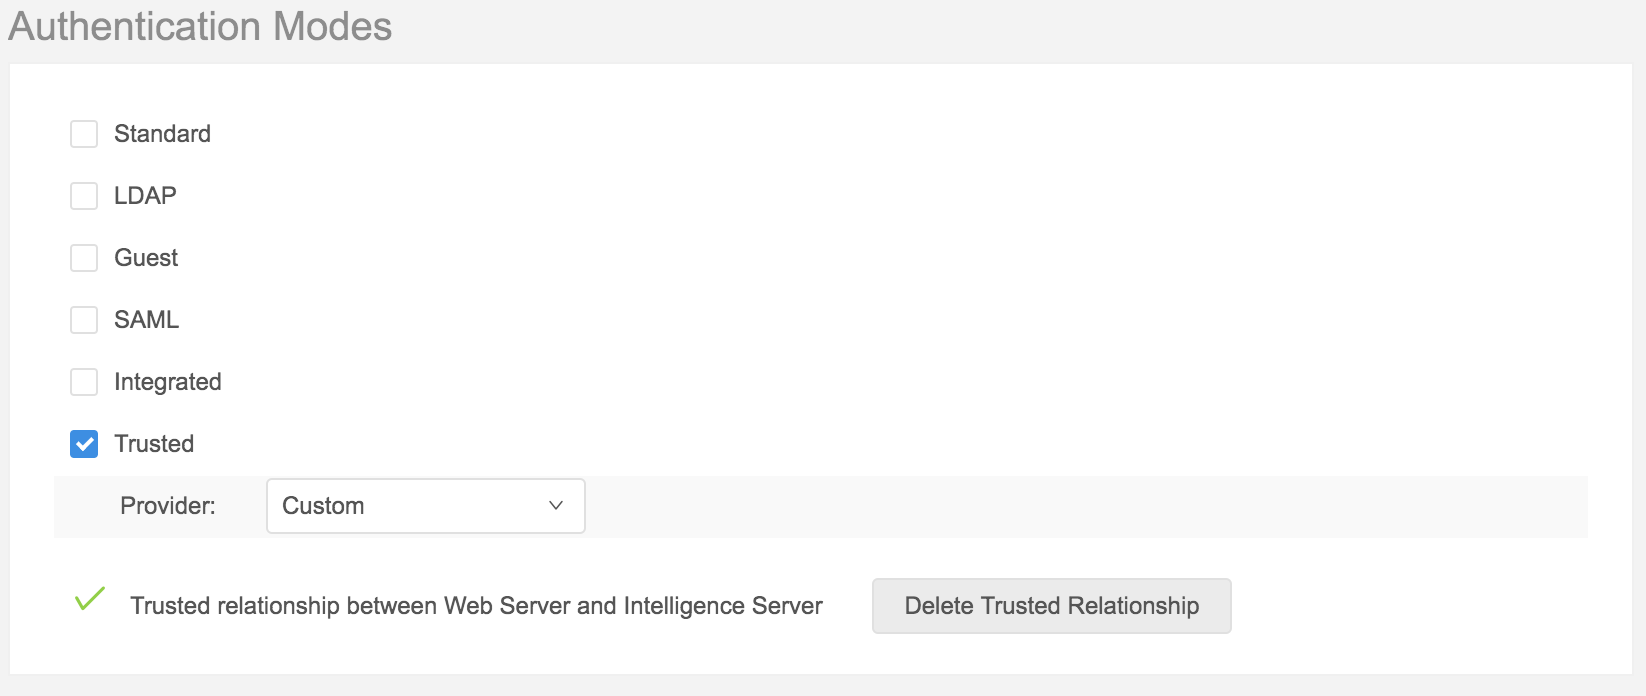 Authentication Modes
Standard
LDAP
Guest
SAML
Integrated
Trusted
Provider: Custom
Trusted relationship between Web Server and Intelligence Server Delete Trusted Relationship